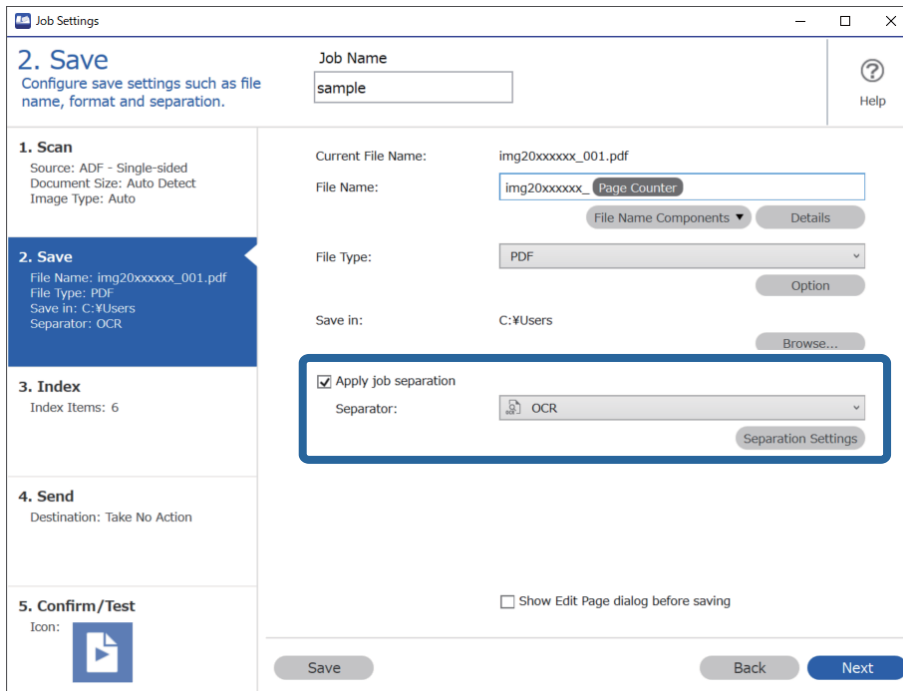 Job Settings
2. Save
Configure save settings such as file
name, format and separation.
Job Name
sample
Help
1. Scan
Source: ADF - Single-sided
Document Size: Auto Detect
Image Type: Auto
2. Save
File Name: img20xxxxxx_001.pdf
File Type: PDF
Save in: C:¥Users
Separator: OCR
3. Index
Index Items: 6
4. Send
Destination: Take No Action
5. Confirm/Test
Icon:
Current File Name: img20xxxxxx_001.pdf
File Name: img20xxxxxx_ Page Counter
File Name Components ▼ Details
File Type: PDF
Option
Save in: C:¥Users
Browse...
Apply job separation
Separator: OCR
Separation Settings
Show Edit Page dialog before saving
Save Back Next